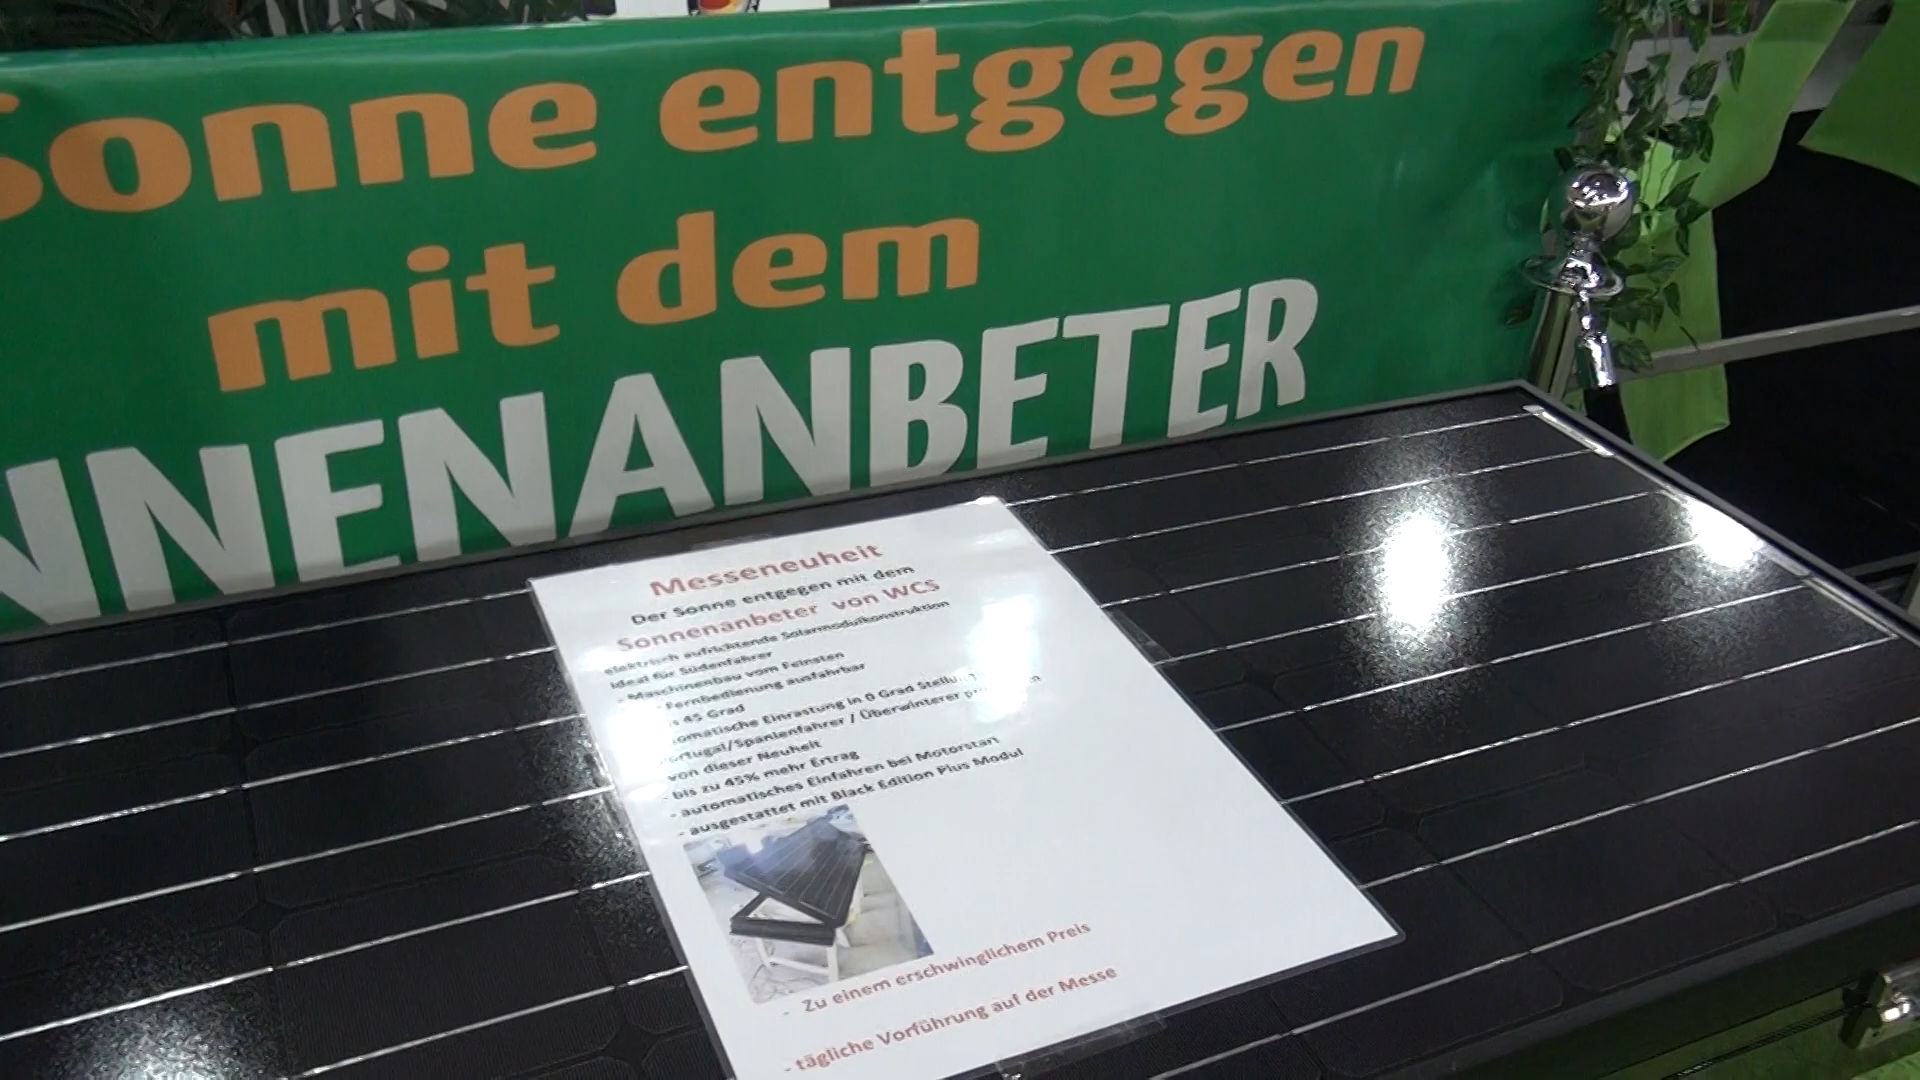 Sonne entgegen
mit dem
NNENANBETER
Messeneuheit
Der Sonne entgegen mit dem
Sonnenanbeter von WCS
elektrisch aufrichtende Solarmodulkonstruktion
ideal für Südenfahrer
- Maschinenbau vom Feinsten
- Fernbedienung ausfahrbar
45 Grad
omatische Einrastung in 0 Grad
ortugal/Spanienfahrer / Überwinterer
von dieser Neuheit
- bis zu 45% mehr Ertrag
- automatisches Einfahren bei Motorstart
- ausgestattet mit Black Edition Plus Modul
- Zu einem erschwinglichem Preis
- tägliche Vorführung auf der Messe